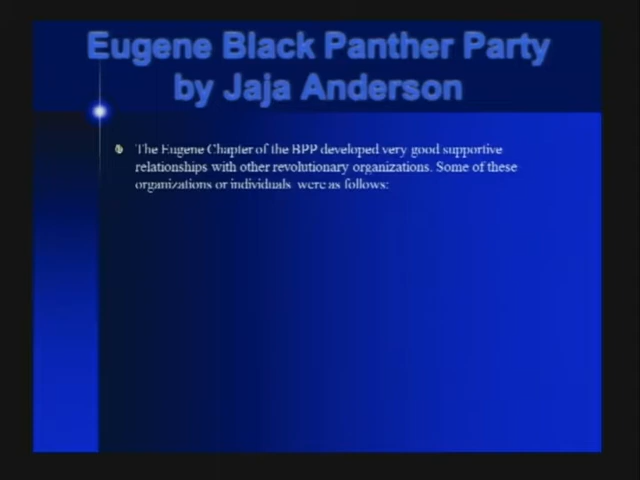 Eugene Black Panther Party
by Jaja Anderson
The Eugene Chapter of the BPP developed very good supportive
relationships with other revolutionary organizations. Some of these
organizations or individuals were as follows: